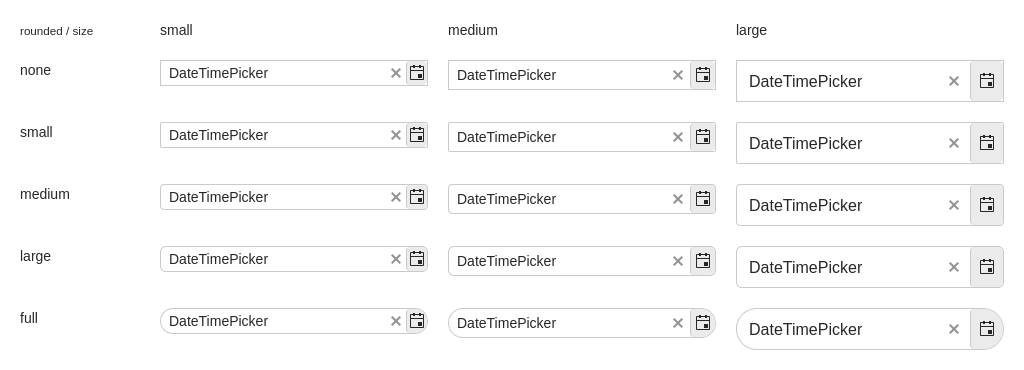 rounded / size small medium large
none DateTimePicker DateTimePicker DateTimePicker
small DateTimePicker DateTimePicker DateTimePicker
medium DateTimePicker DateTimePicker DateTimePicker
large DateTimePicker DateTimePicker DateTimePicker
full DateTimePicker DateTimePicker DateTimePicker